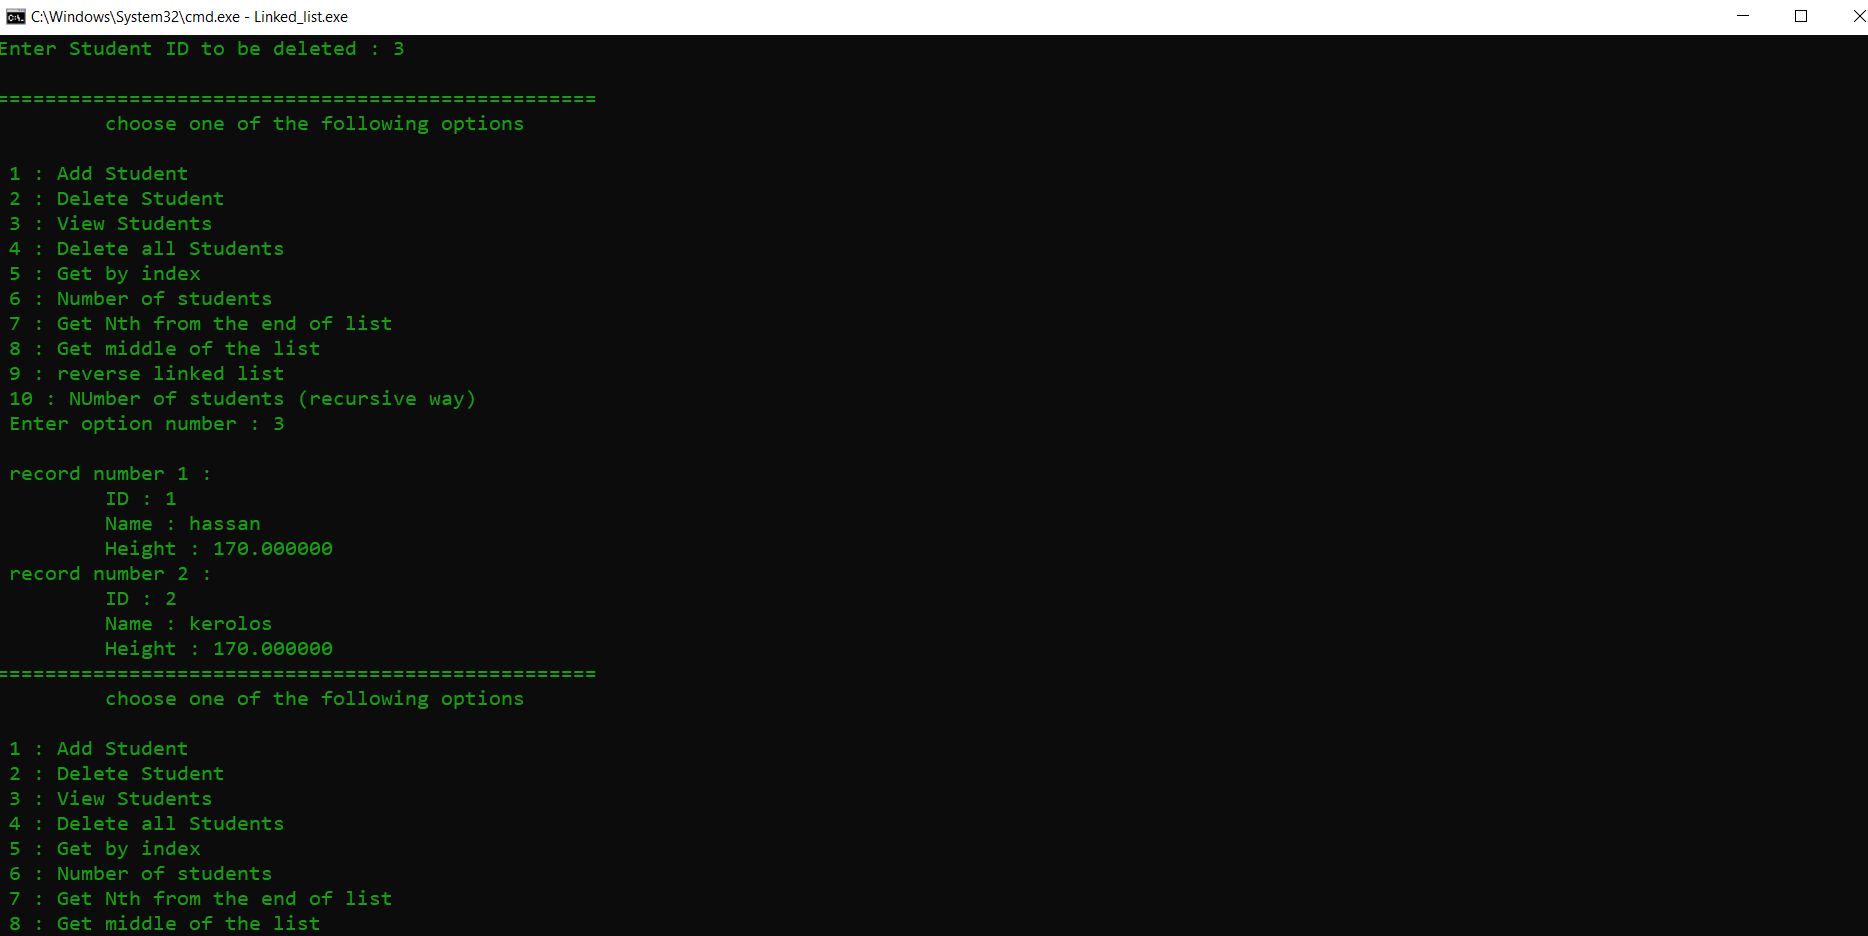 C:\Windows\System32\cmd.exe - Linked_list.exe
Enter Student ID to be deleted : 3
==================================================
choose one of the following options
1 : Add Student
2 : Delete Student
3 : View Students
4 : Delete all Students
5 : Get by index
6 : Number of students
7 : Get Nth from the end of list
8 : Get middle of the list
9 : reverse linked list
10 : NUmber of students (recursive way)
Enter option number : 3
record number 1 :
ID : 1
Name : hassan
Height : 170.000000
record number 2 :
ID : 2
Name : kerolos
Height : 170.000000
==================================================
choose one of the following options
1 : Add Student
2 : Delete Student
3 : View Students
4 : Delete all Students
5 : Get by index
6 : Number of students
7 : Get Nth from the end of list
8 : Get middle of the list